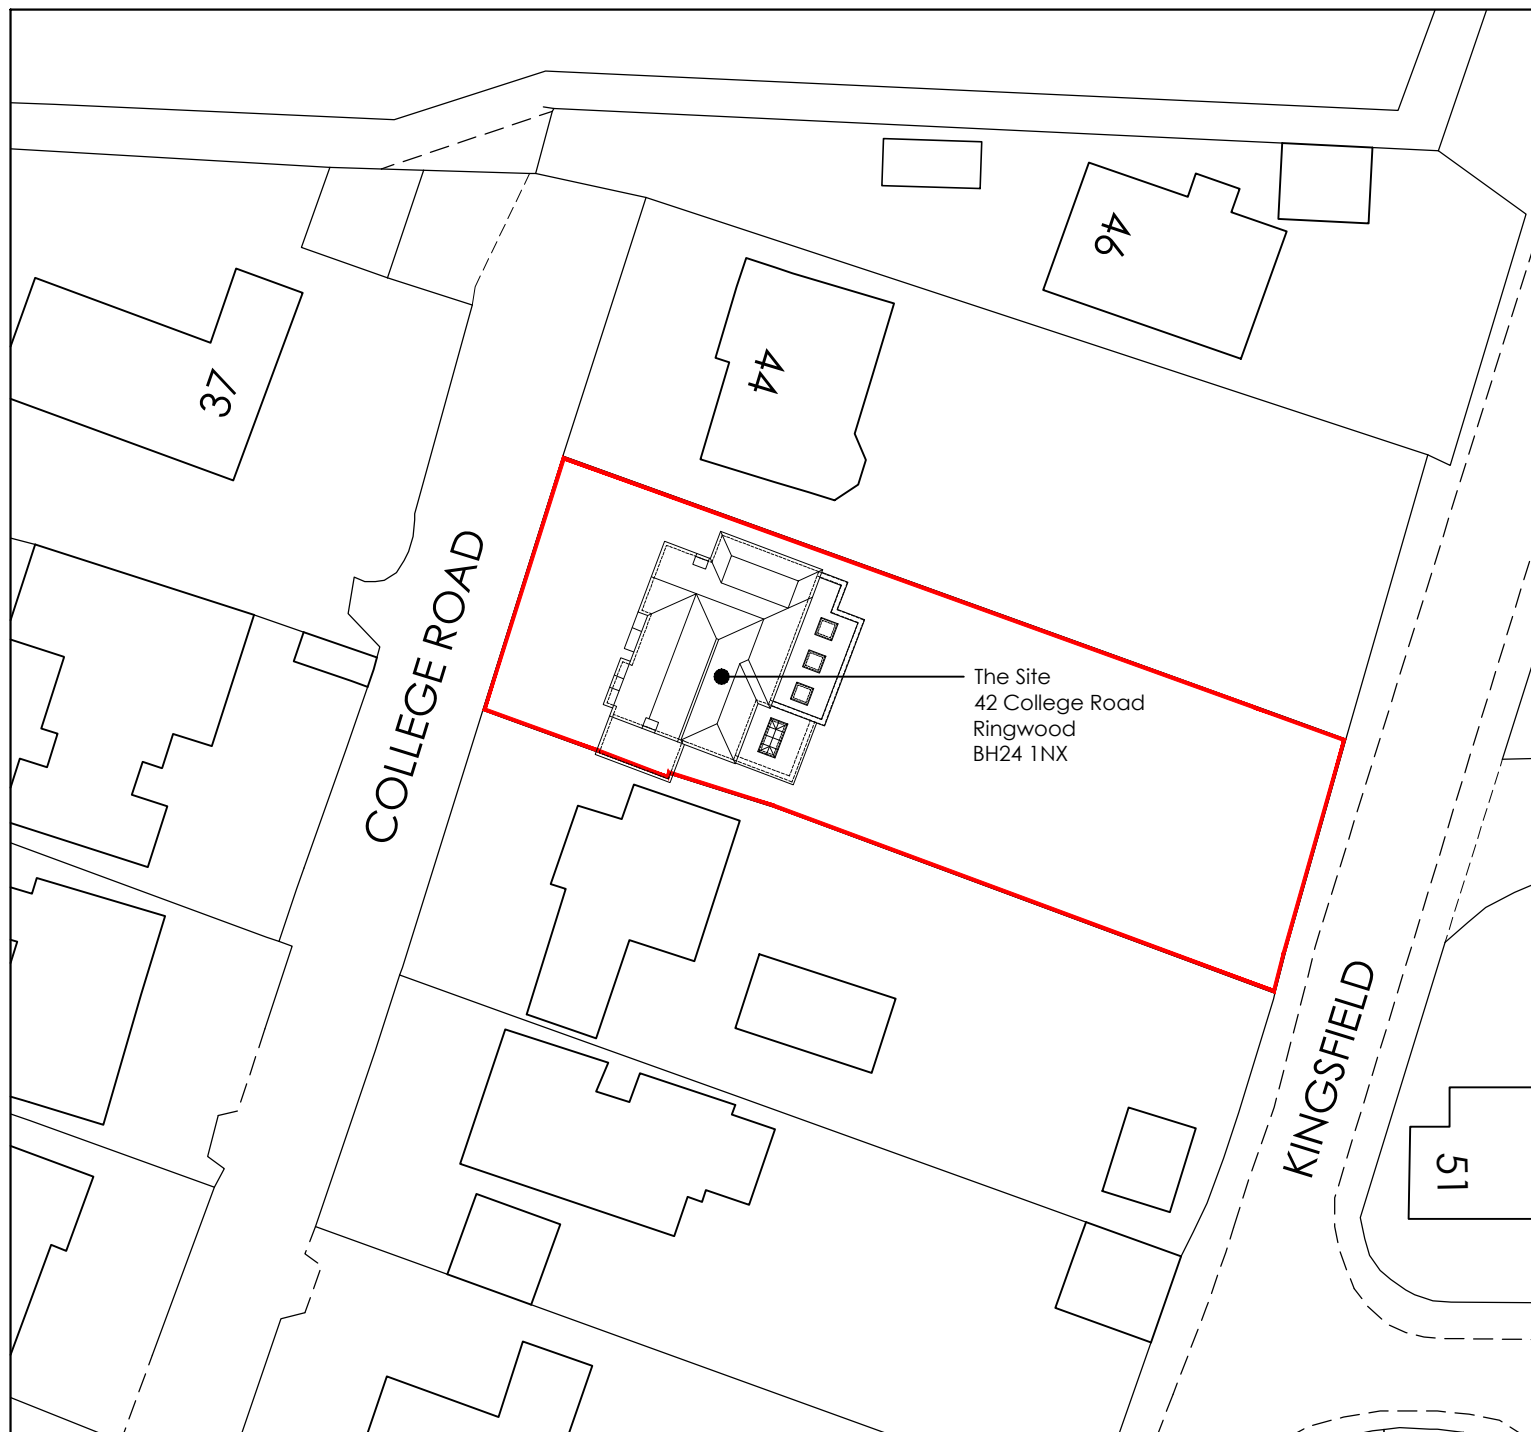 46
44
37
COLLEGE ROAD
The Site
42 College Road
Ringwood
BH24 1NX
KINGSFIELD
51